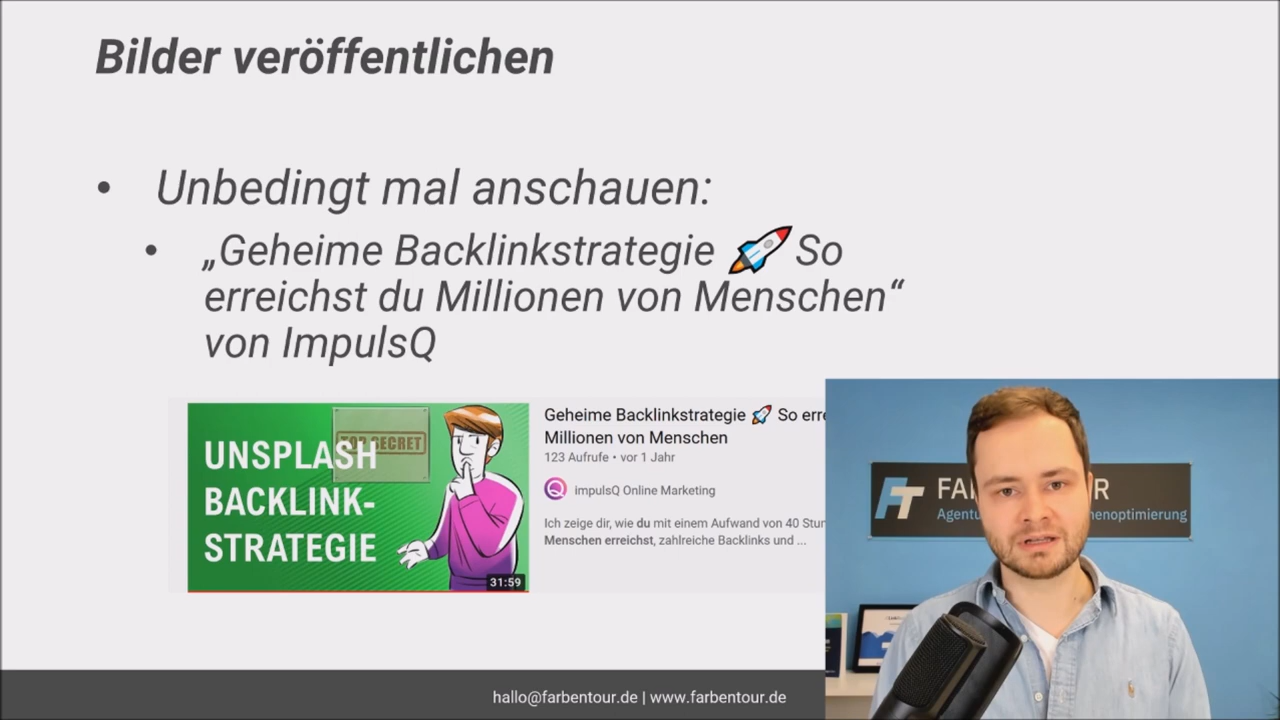 Bilder veröffentlichen
• Unbedingt mal anschauen:
• „Geheime Backlinkstrategie 🚀 So
erreichst du Millionen von Menschen“
von ImpulsQ
TOP SECRET
UNSPLASH
BACKLINK-
STRATEGIE
31:59
Geheime Backlinkstrategie 🚀 So erre
Millionen von Menschen
123 Aufrufe • vor 1 Jahr
impulsQ Online Marketing
Ich zeige dir, wie du mit einem Aufwand von 40 Stun
Menschen erreichst, zahlreiche Backlinks und ...
FT
FA R
Agentu nenoptimierung
hallo@farbentour.de | www.farbentour.de